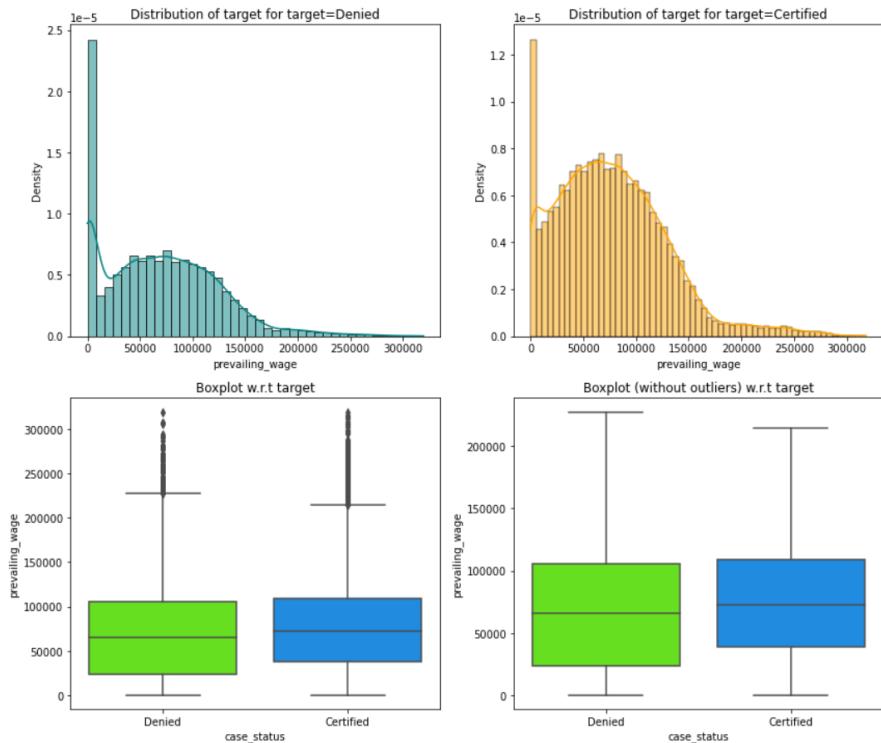 Distribution of target for target=Denied
1e−5
2.5
2.0
1.5
1.0
0.5
0.0
Density
0 50000 100000 150000 200000 250000 300000
prevailing_wage
Distribution of target for target=Certified
1e−5
1.2
1.0
0.8
0.6
0.4
0.2
0.0
Density
0 50000 100000 150000 200000 250000 300000
prevailing_wage
Boxplot w.r.t target
300000
250000
200000
150000
100000
50000
0
prevailing_wage
Denied Certified
case_status
Boxplot (without outliers) w.r.t target
200000
150000
100000
50000
0
prevailing_wage
Denied Certified
case_status